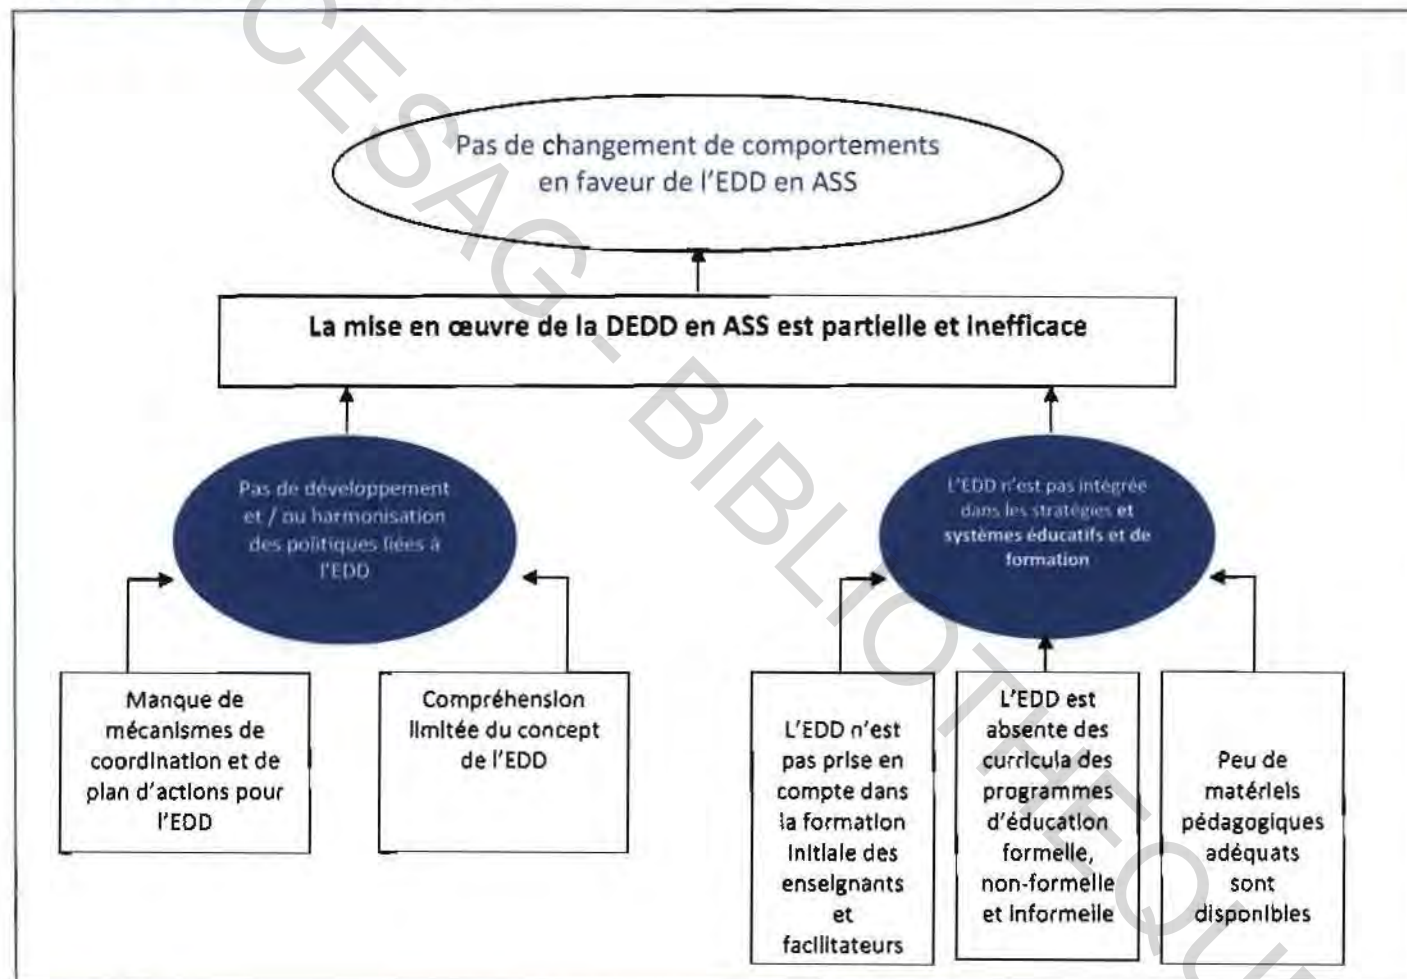 CESAG - BIBLIOTHEQUE
Pas de changement de comportements
en faveur de l'EDD en ASS
La mise en œuvre de la DEDD en ASS est partielle et inefficace
Pas de développement
et / ou harmonisation
des politiques liées à
l'EDD
L'EDD n'est pas intégrée
dans les stratégies et
systèmes éducatifs et de
formation
Manque de
mécanismes de
coordination et de
plan d'actions pour
l'EDD
Compréhension
limitée du concept
de l'EDD
L'EDD n'est
pas prise en
compte dans
la formation
initiale des
enseignants
et
facilitateurs
L'EDD est
absente des
curricula des
programmes
d'éducation
formelle,
non-formelle
et informelle
Peu de
matériels
pédagogiques
adéquats
sont
disponibles